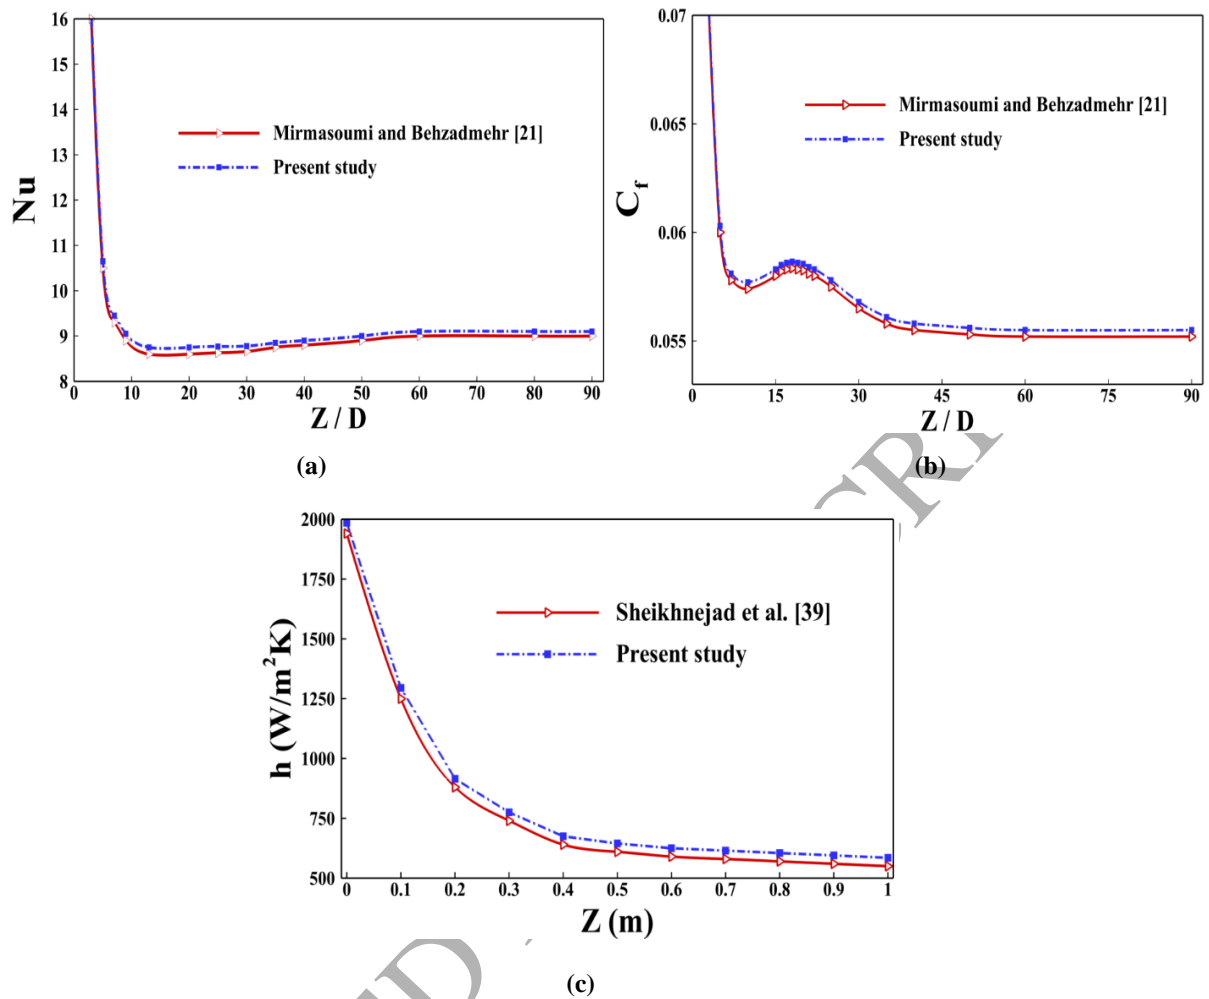 16
15
14
13
12
11
10
9
8
0 10 20 30 40 50 60 70 80 90
Nu
Z / D
Mirmasoumi and Behzadmehr [21]
Present study
(a)
0.07
0.065
0.06
0.055
0 15 30 45 60 75 90
C_f
Z / D
Mirmasoumi and Behzadmehr [21]
Present study
(b)
2000
1750
1500
1250
1000
750
500
0 0.1 0.2 0.3 0.4 0.5 0.6 0.7 0.8 0.9 1
h (W/m²K)
Z (m)
Sheikhnejad et al. [39]
Present study
(c)